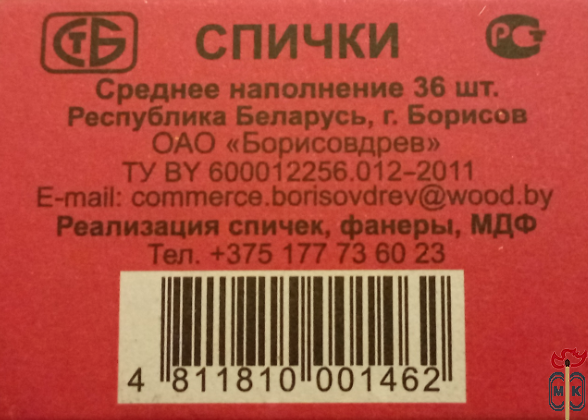 СТБ СПИЧКИ РСТ
Среднее наполнение 36 шт.
Республика Беларусь, г. Борисов
ОАО «Борисовдрев»
ТУ BY 600012256.012-2011
E-mail: commerce.borisovdrev@wood.by
Реализация спичек, фанеры, МДФ
Тел. +375 177 73 60 23
4 811810 001462
МК